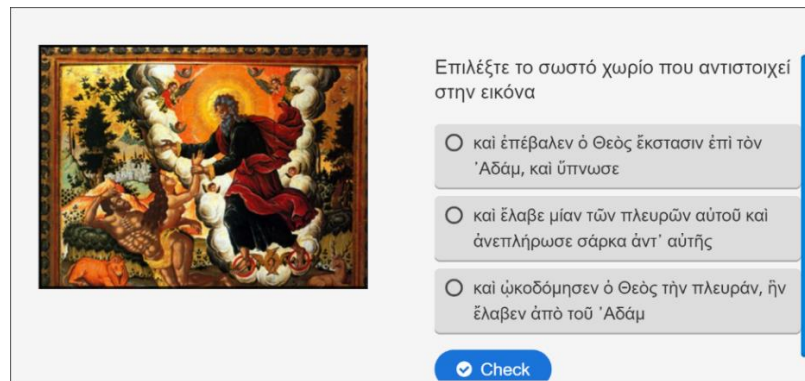 Επιλέξτε το σωστό χωρίο που αντιστοιχεί
στην εικόνα
καὶ ἐπέβαλεν ὁ Θεὸς ἔκστασιν ἐπὶ τὸν
᾿Αδάμ, καὶ ὕπνωσε
καὶ ἔλαβε μίαν τῶν πλευρῶν αὐτοῦ καὶ
ἀνεπλήρωσε σάρκα ἀντ᾿ αὐτῆς
καὶ ᾠκοδόμησεν ὁ Θεὸς τὴν πλευράν, ἣν
ἔλαβεν ἀπὸ τοῦ ᾿Αδάμ
Check